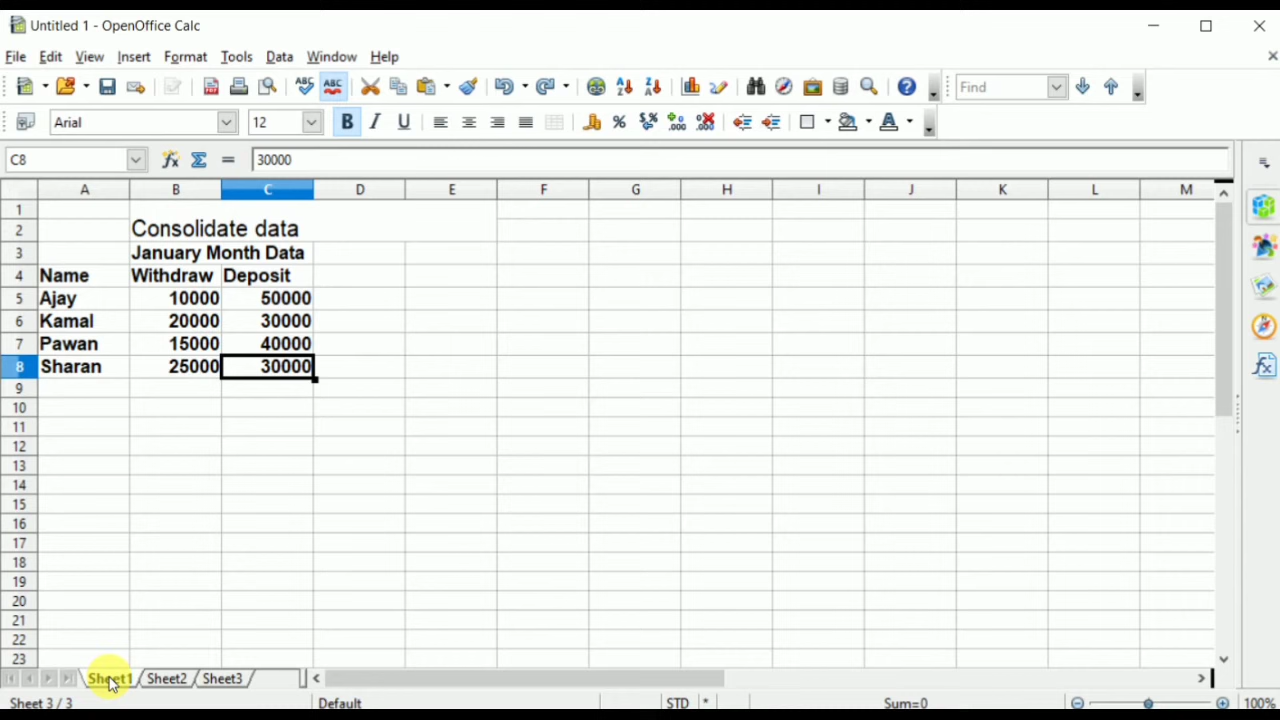 Untitled 1 - OpenOffice Calc
File Edit View Insert Format Tools Data Window Help
ABC ABC Find
Arial 12 B I U
C8 fx Σ = 30000
A B C D E F G H I J K L M
1
2 Consolidate data
3 January Month Data
4 Name Withdraw Deposit
5 Ajay 10000 50000
6 Kamal 20000 30000
7 Pawan 15000 40000
8 Sharan 25000 30000
9
10
11
12
13
14
15
16
17
18
19
20
21
22
23
Sheet1 Sheet2 Sheet3
Sheet 3 / 3 Default STD * Sum=0 100%